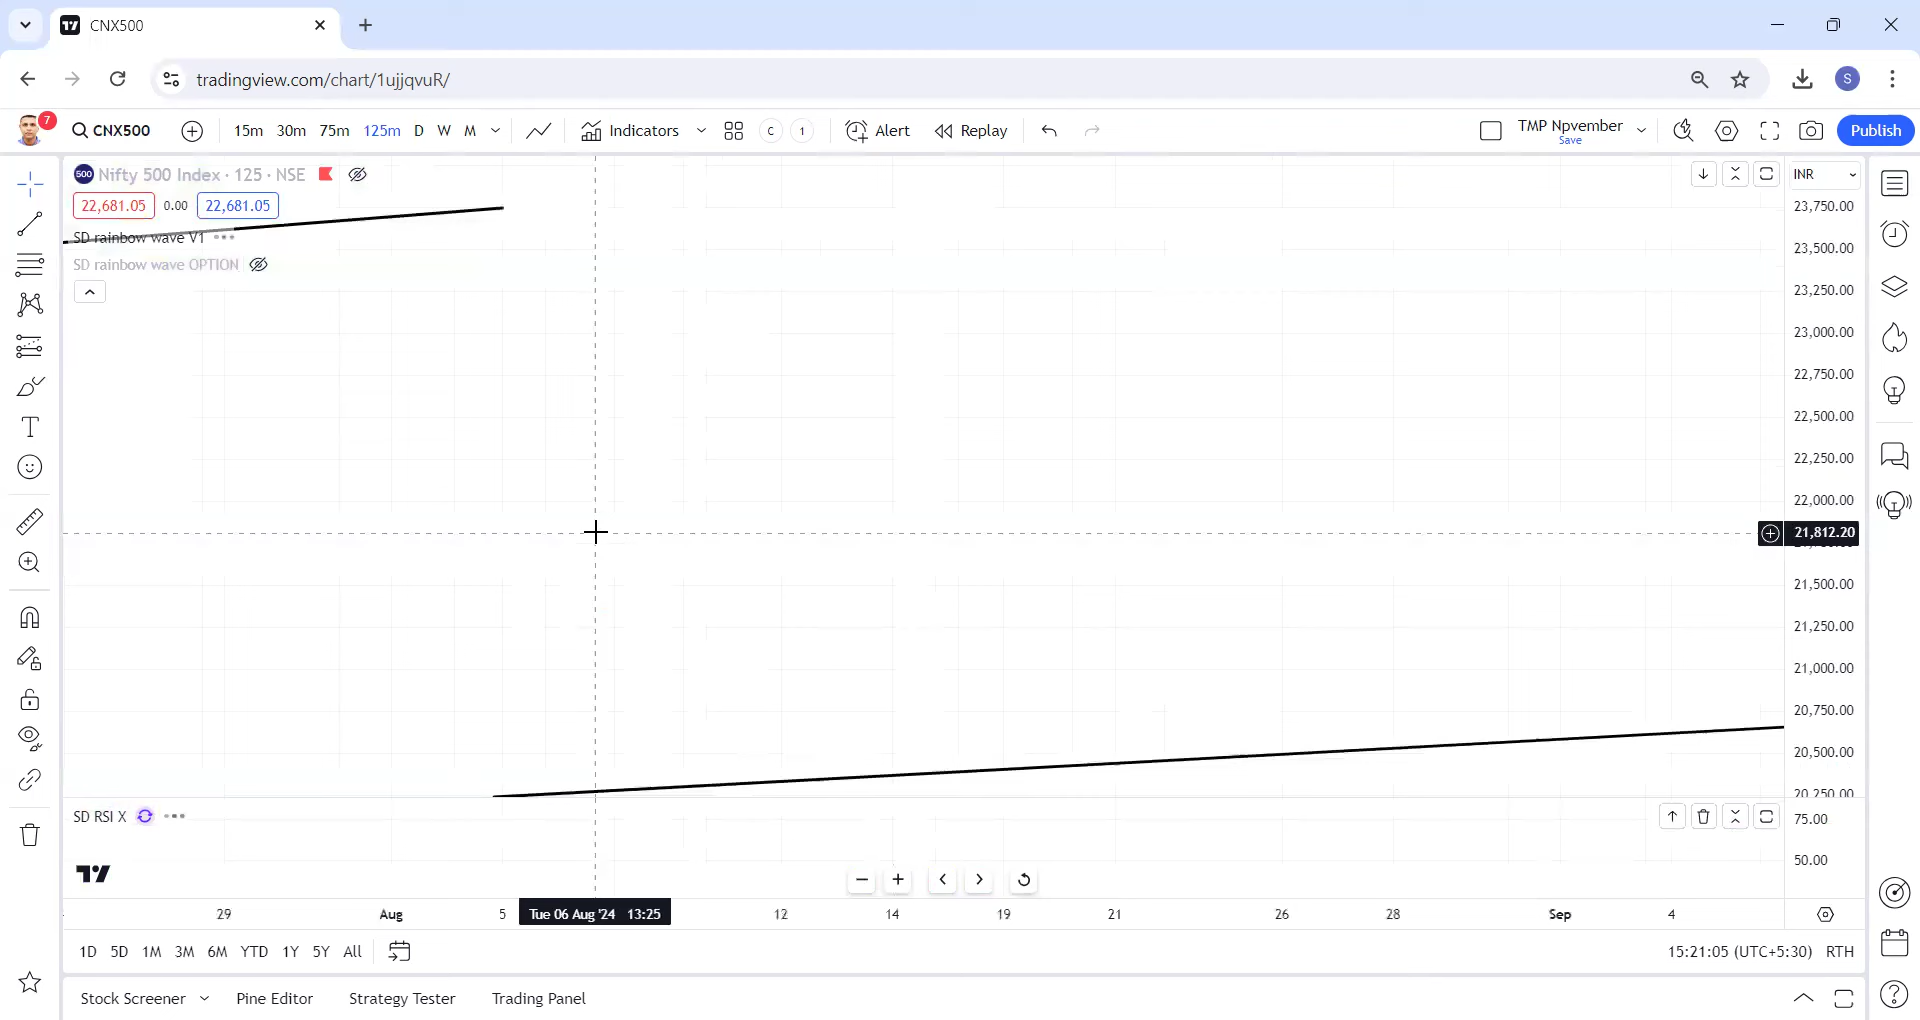 CNX500
tradingview.com/chart/1ujjqvuR/
S
7
CNX500
15m 30m 75m 125m D W M
Indicators
C 1
Alert
Replay
TMP Npvember
Save
Publish
500 Nifty 500 Index · 125 · NSE
INR
22,681.05 0.00 22,681.05
SD rainbow wave V1
SD rainbow wave OPTION
23,750.00
23,500.00
23,250.00
23,000.00
22,750.00
22,500.00
22,250.00
22,000.00
21,812.20
21,500.00
21,250.00
21,000.00
20,750.00
20,500.00
20,250.00
SD RSI X
75.00
50.00
29 Aug 5 Tue 06 Aug '24 13:25 12 14 19 21 26 28 Sep 4
1D 5D 1M 3M 6M YTD 1Y 5Y All
15:21:05 (UTC+5:30) RTH
Stock Screener Pine Editor Strategy Tester Trading Panel